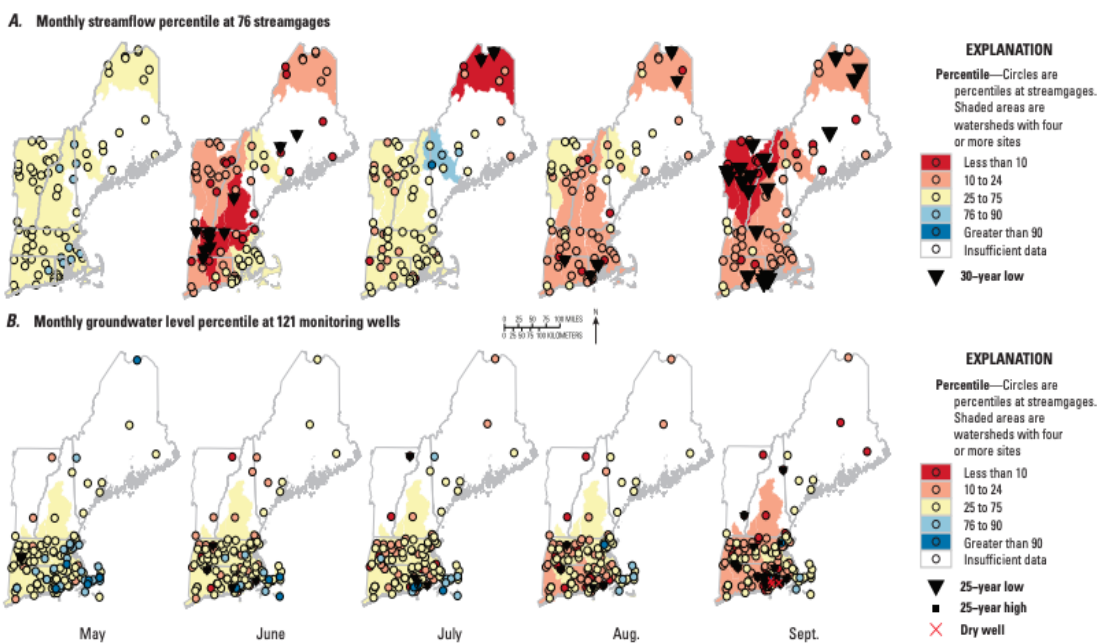 A. Monthly streamflow percentile at 76 streamgages
EXPLANATION
Percentile—Circles are
percentiles at streamgages.
Shaded areas are
watersheds with four
or more sites
Less than 10
10 to 24
25 to 75
76 to 90
Greater than 90
Insufficient data
30–year low
B. Monthly groundwater level percentile at 121 monitoring wells
0 25 50 75 100 MILES
0 25 50 75 100 KILOMETERS
N
EXPLANATION
Percentile—Circles are
percentiles at streamgages.
Shaded areas are
watersheds with four
or more sites
Less than 10
10 to 24
25 to 75
76 to 90
Greater than 90
Insufficient data
25–year low
25–year high
Dry well
May June July Aug. Sept.